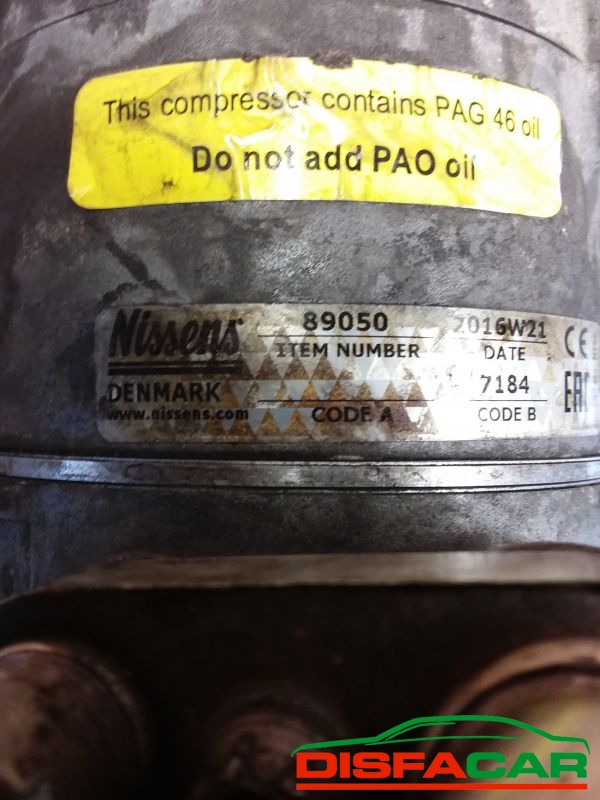 This compressor contains PAG 46 oil
Do not add PAO oil
Nissens
89050
2016W21
ITEM NUMBER
DATE
CE
DENMARK
7184
EAC
www.nissens.com
CODE A
CODE B
DISFACAR